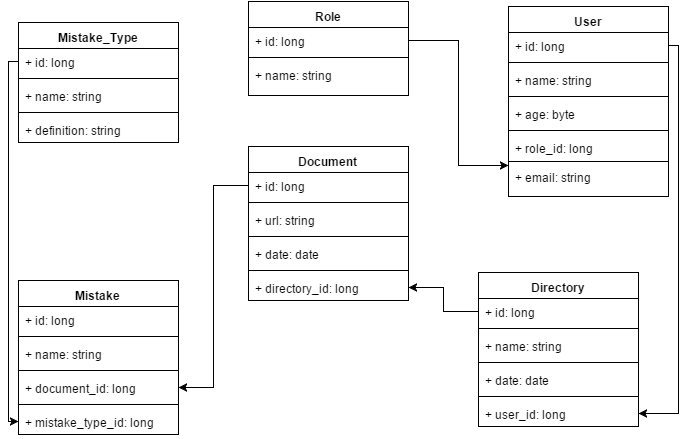 Mistake_Type
+ id: long
+ name: string
+ definition: string
Role
+ id: long
+ name: string
User
+ id: long
+ name: string
+ age: byte
+ role_id: long
+ email: string
Document
+ id: long
+ url: string
+ date: date
+ directory_id: long
Mistake
+ id: long
+ name: string
+ document_id: long
+ mistake_type_id: long
Directory
+ id: long
+ name: string
+ date: date
+ user_id: long